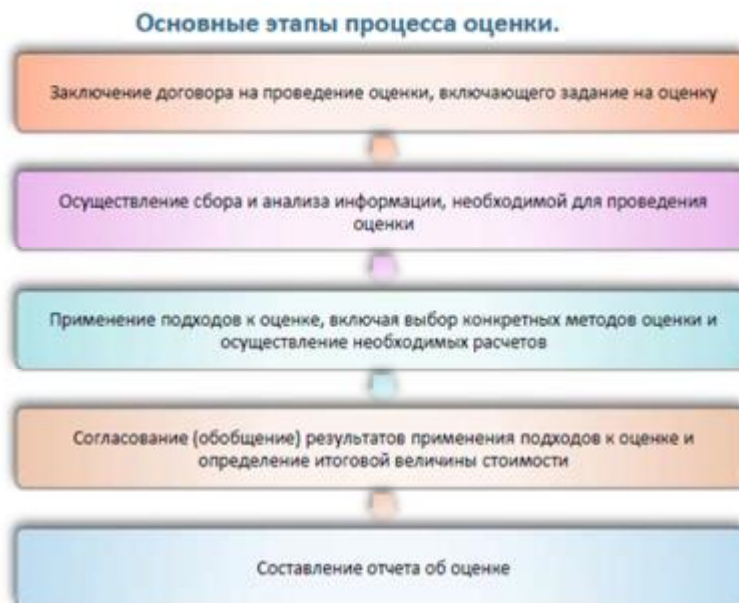 Основные этапы процесса оценки.
Заключение договора на проведение оценки, включающего задание на оценку
Осуществление сбора и анализа информации, необходимой для проведения
оценки
Применение подходов к оценке, включая выбор конкретных методов оценки и
осуществление необходимых расчетов
Согласование (обобщение) результатов применения подходов к оценке и
определение итоговой величины стоимости
Составление отчета об оценке